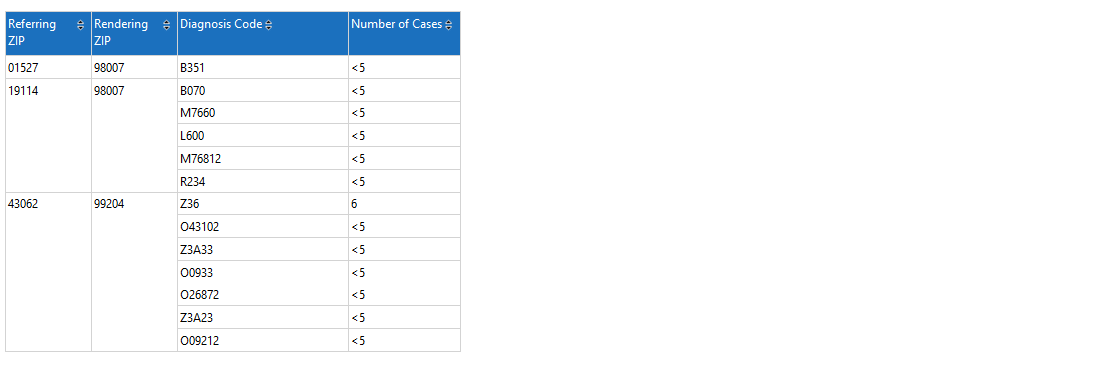 Referring ZIP Rendering ZIP Diagnosis Code Number of Cases
01527 98007 B351 <5
19114 98007 B070 <5
M7660 <5
L600 <5
M76812 <5
R234 <5
43062 99204 Z36 6
O43102 <5
Z3A33 <5
O0933 <5
O26872 <5
Z3A23 <5
O09212 <5